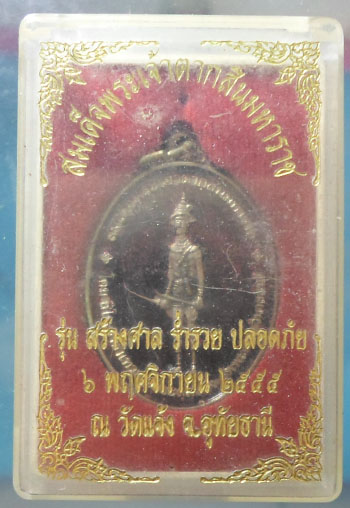 สมเด็จพระเจ้าตากสินมหาราช
รุ่น สร้างศาล ร่ำรวย ปลอดภัย
๖ พฤศจิกายน ๒๕๕๕
ณ วัดแจ้ง จ.อุทัยธานี